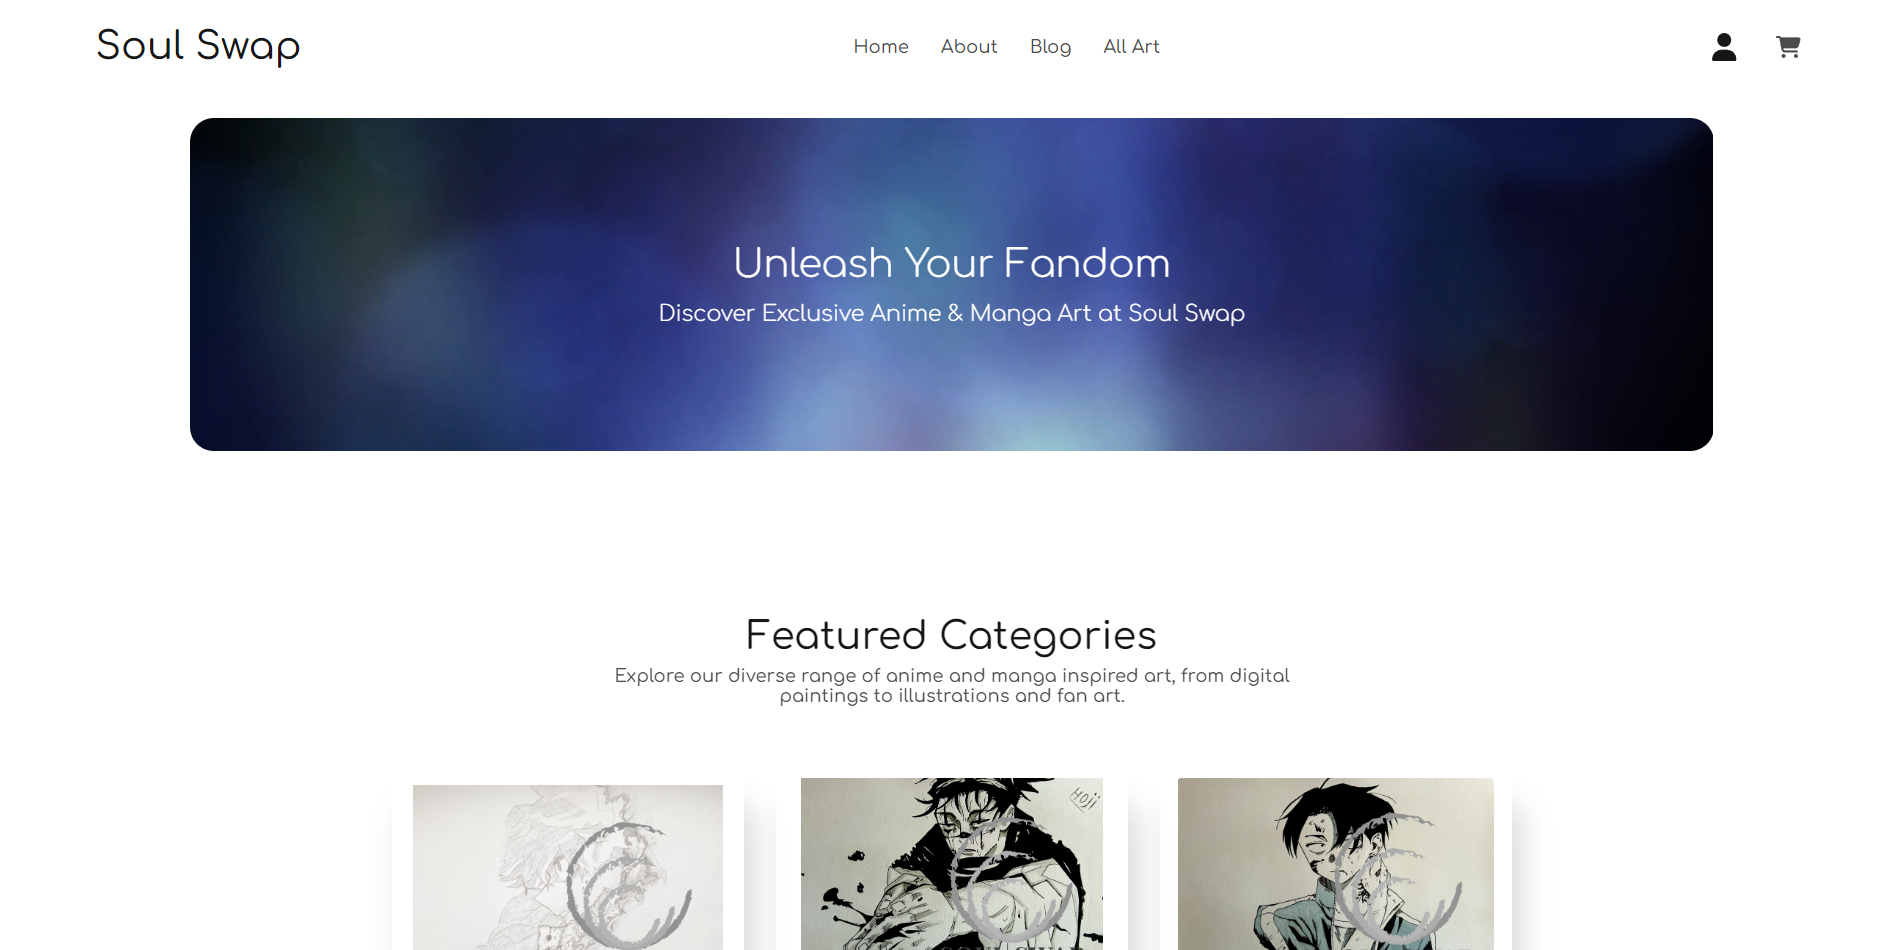 Soul Swap
Home About Blog All Art
Unleash Your Fandom
Discover Exclusive Anime & Manga Art at Soul Swap
Featured Categories
Explore our diverse range of anime and manga inspired art, from digital
paintings to illustrations and fan art.
Hoji
SOUL SWAP